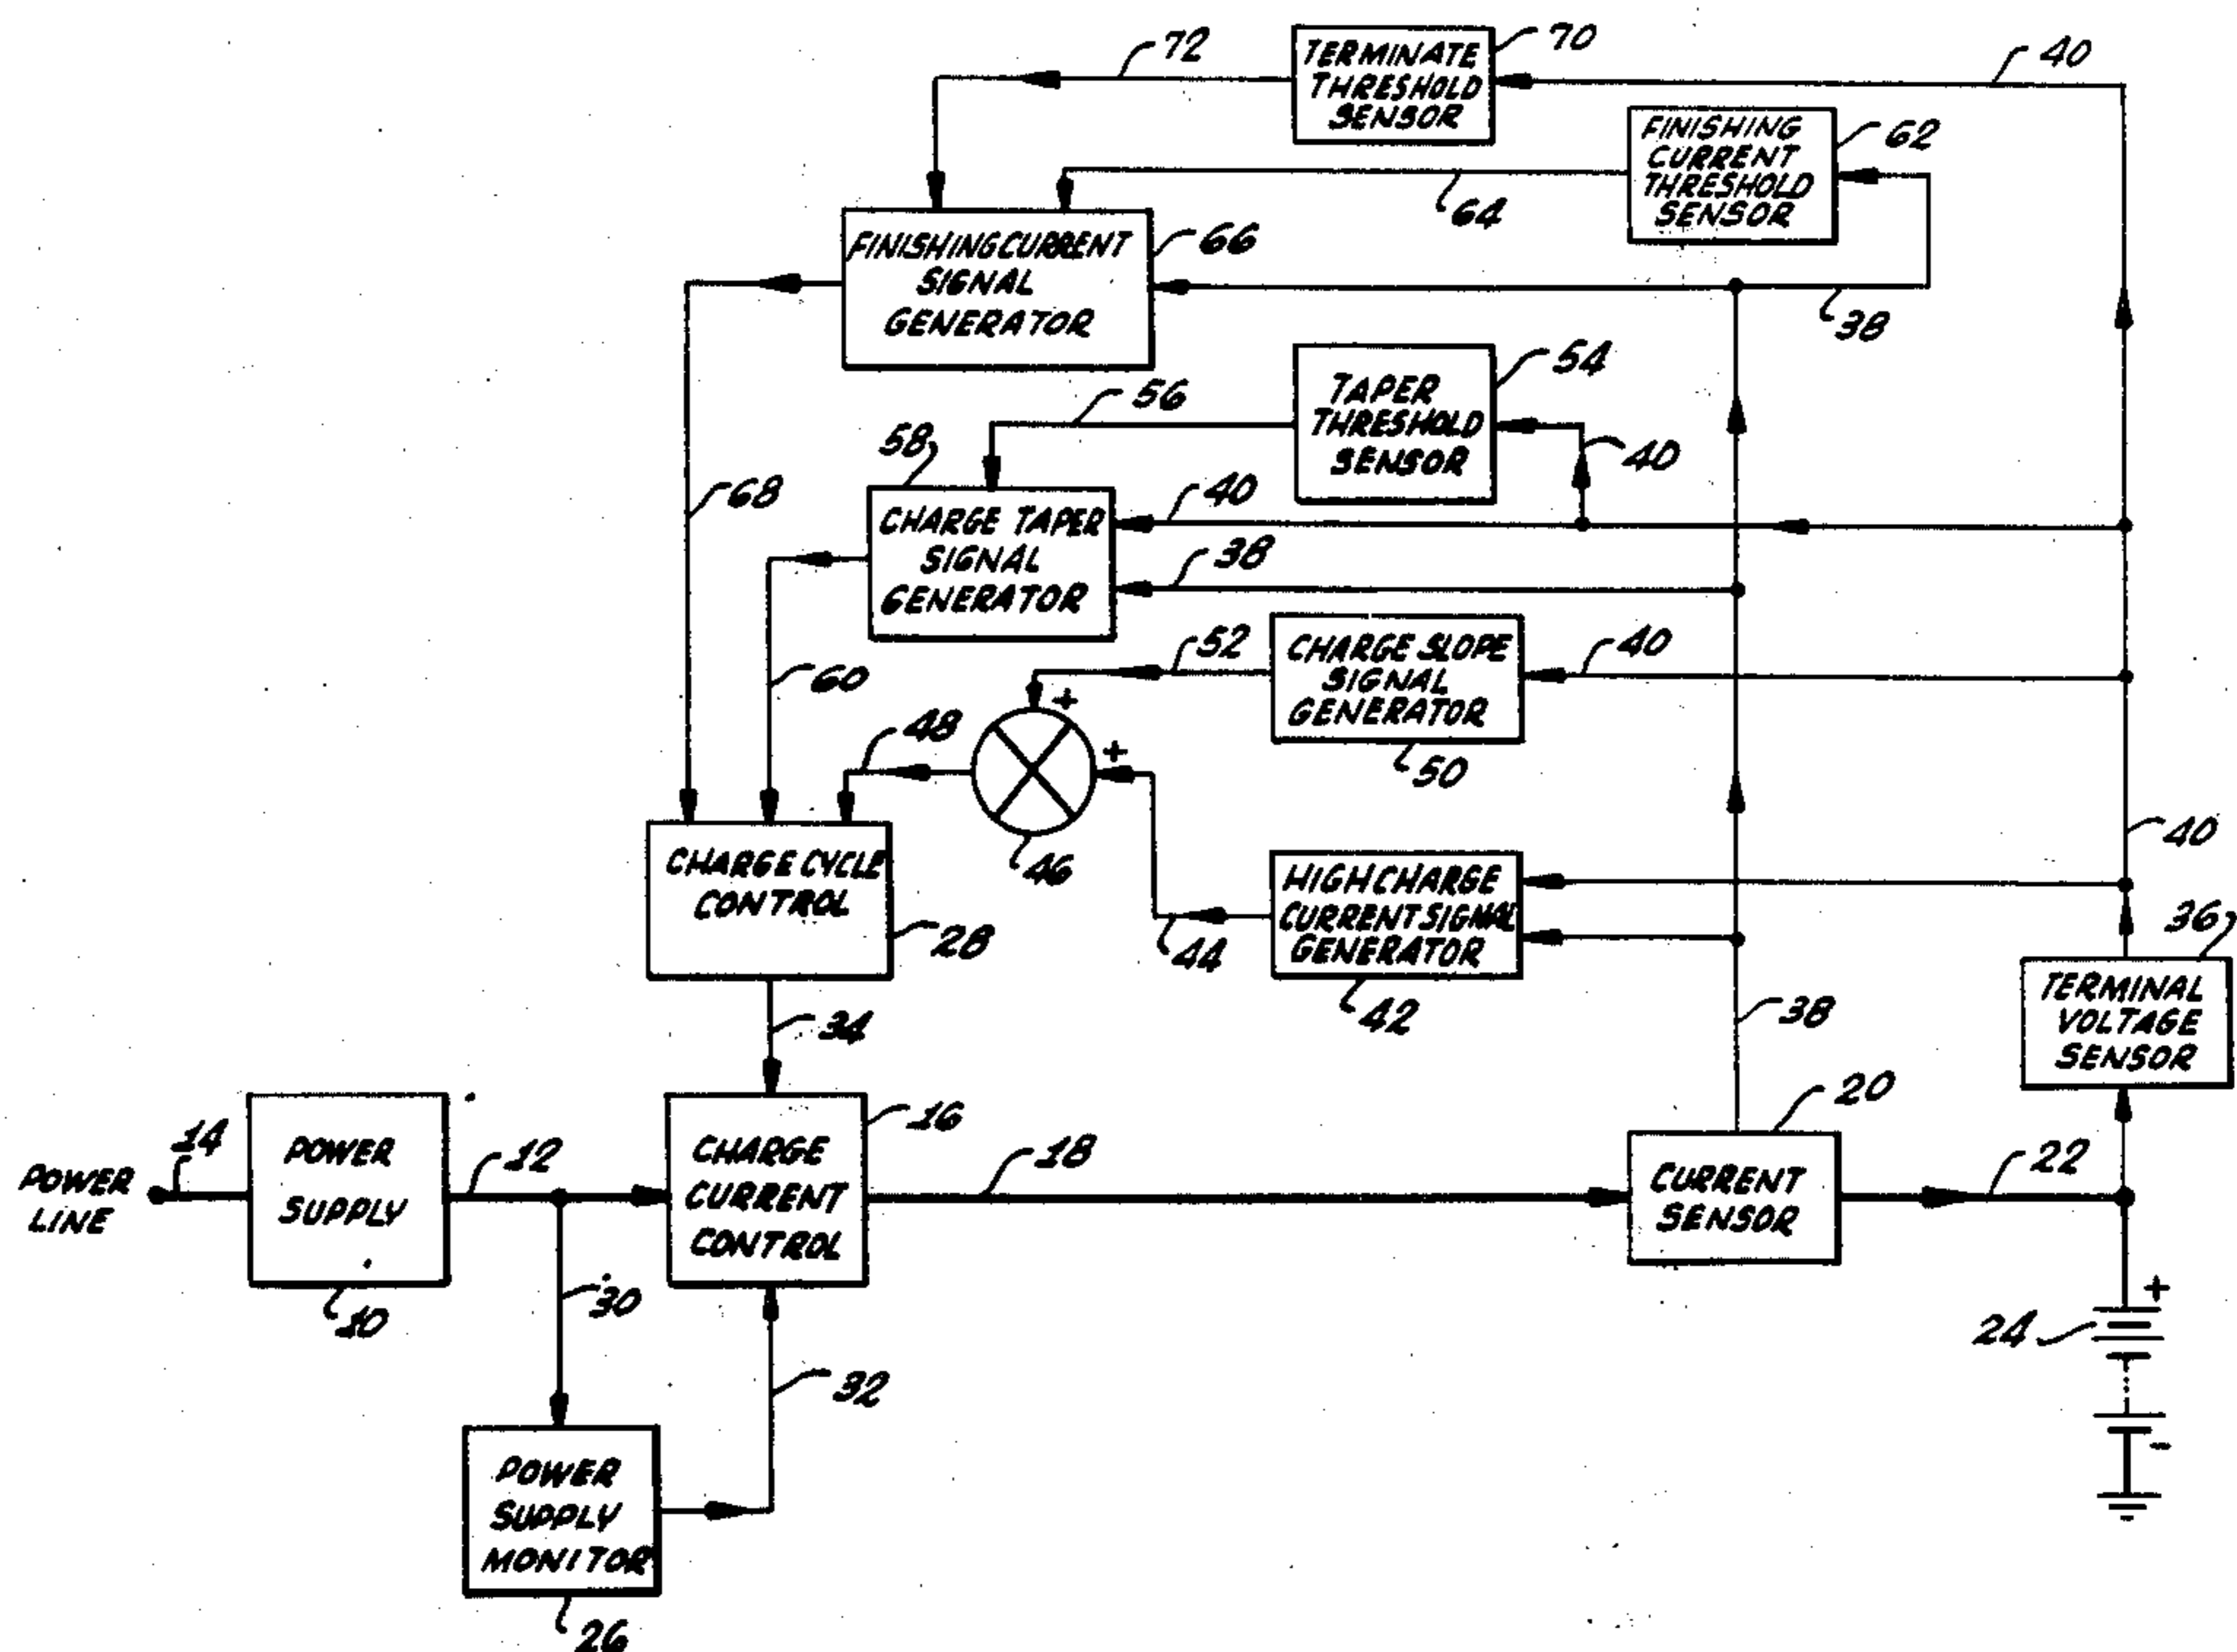 72
TERMINATE
THRESHOLD
SENSOR
70
40
FINISHING
CURRENT
THRESHOLD
SENSOR
62
64
FINISHING CURRENT
SIGNAL
GENERATOR
66
38
TAPER
THRESHOLD
SENSOR
54
56
58
40
68
40
CHARGE TAPER
SIGNAL
GENERATOR
38
60
52
CHARGE SLOPE
SIGNAL
GENERATOR
40
50
+
+
48
46
40
CHARGE CYCLE
CONTROL
28
HIGH CHARGE
CURRENT SIGNAL
GENERATOR
44
42
36
TERMINAL
VOLTAGE
SENSOR
34
38
20
POWER
LINE
14
POWER
SUPPLY
10
12
CHARGE
CURRENT
CONTROL
16
18
CURRENT
SENSOR
22
30
+
24
-
32
POWER
SUPPLY
MONITOR
26